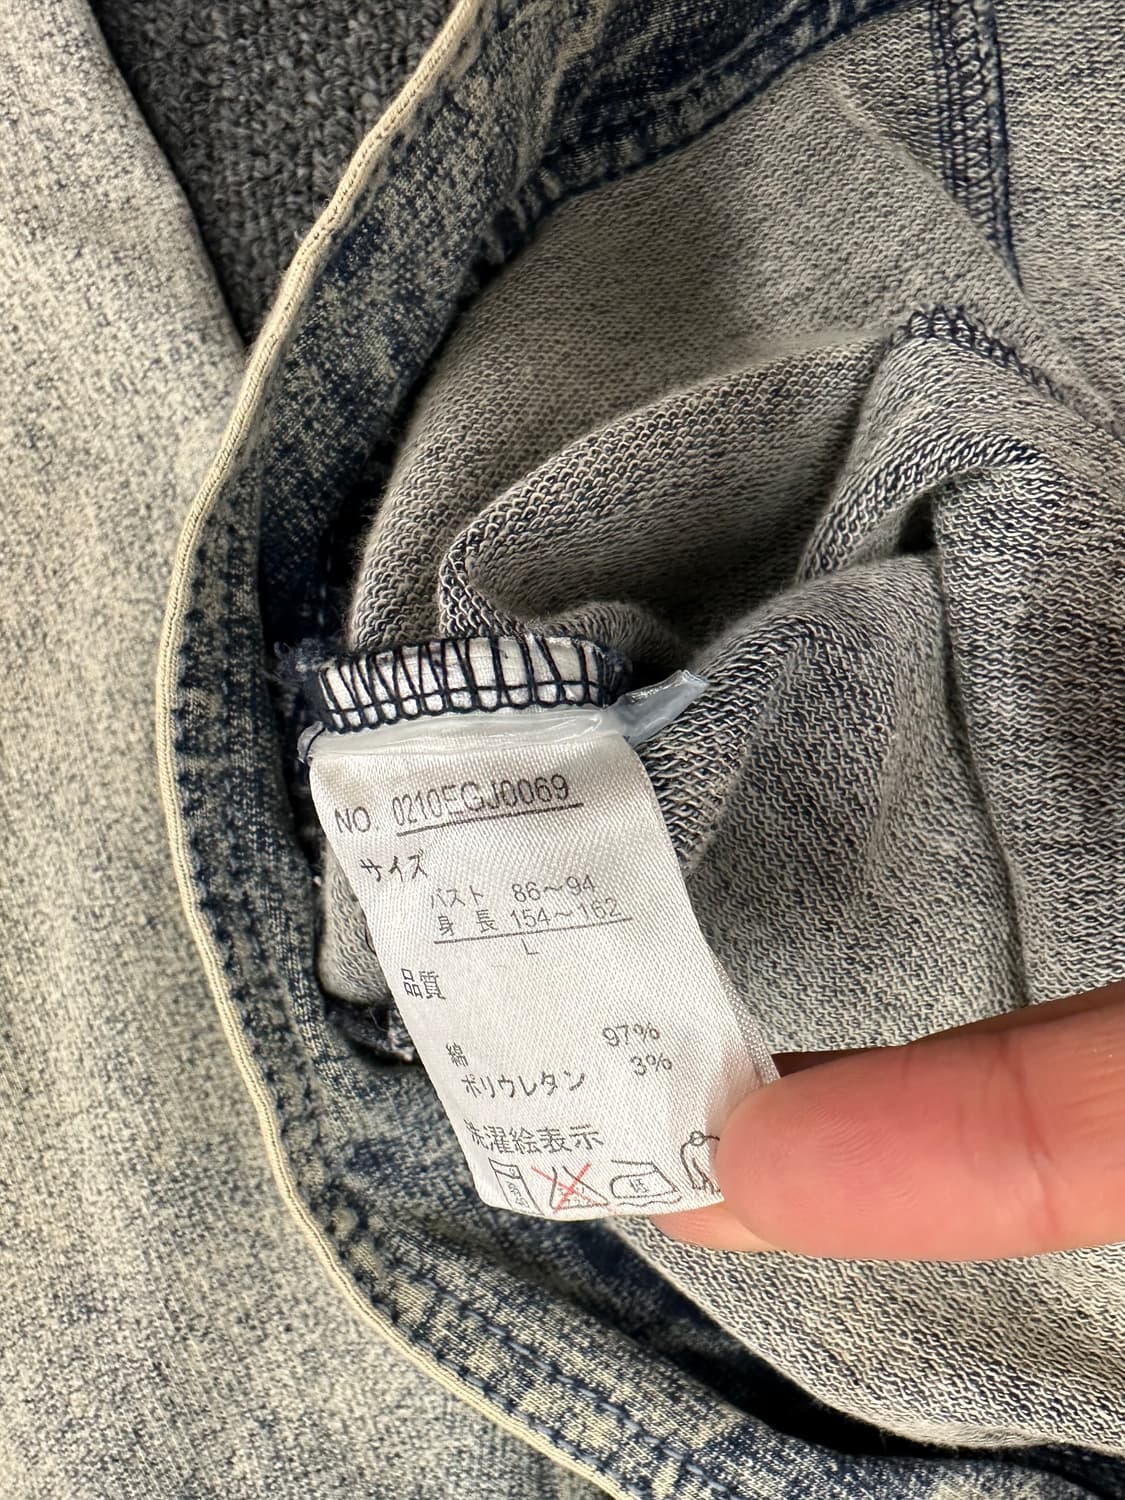 NO. 0210EGJ0069
サイズ
バスト 86～94
身長 154～162
L
品質
綿 97%
ポリウレタン 3%
洗濯絵表示
低